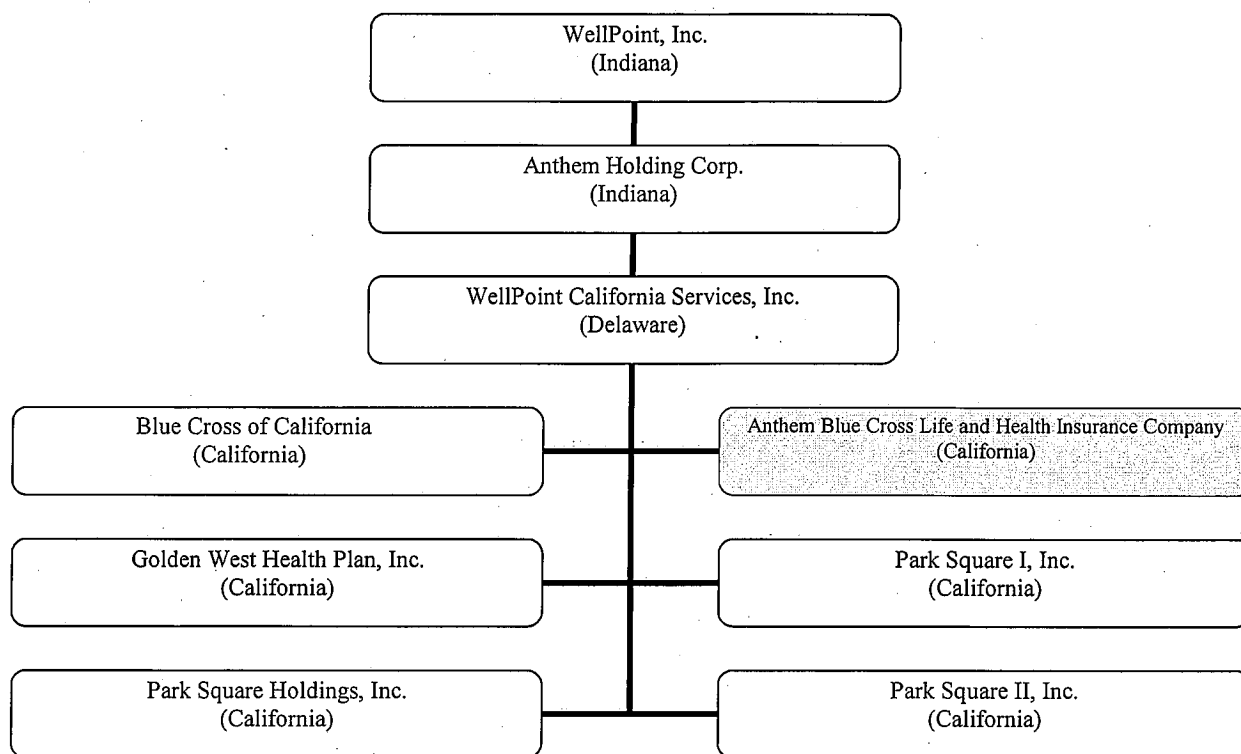 WellPoint, Inc.
(Indiana)
Anthem Holding Corp.
(Indiana)
WellPoint California Services, Inc.
(Delaware)
Blue Cross of California
(California)
Anthem Blue Cross Life and Health Insurance Company
(California)
Golden West Health Plan, Inc.
(California)
Park Square I, Inc.
(California)
Park Square Holdings, Inc.
(California)
Park Square II, Inc.
(California)